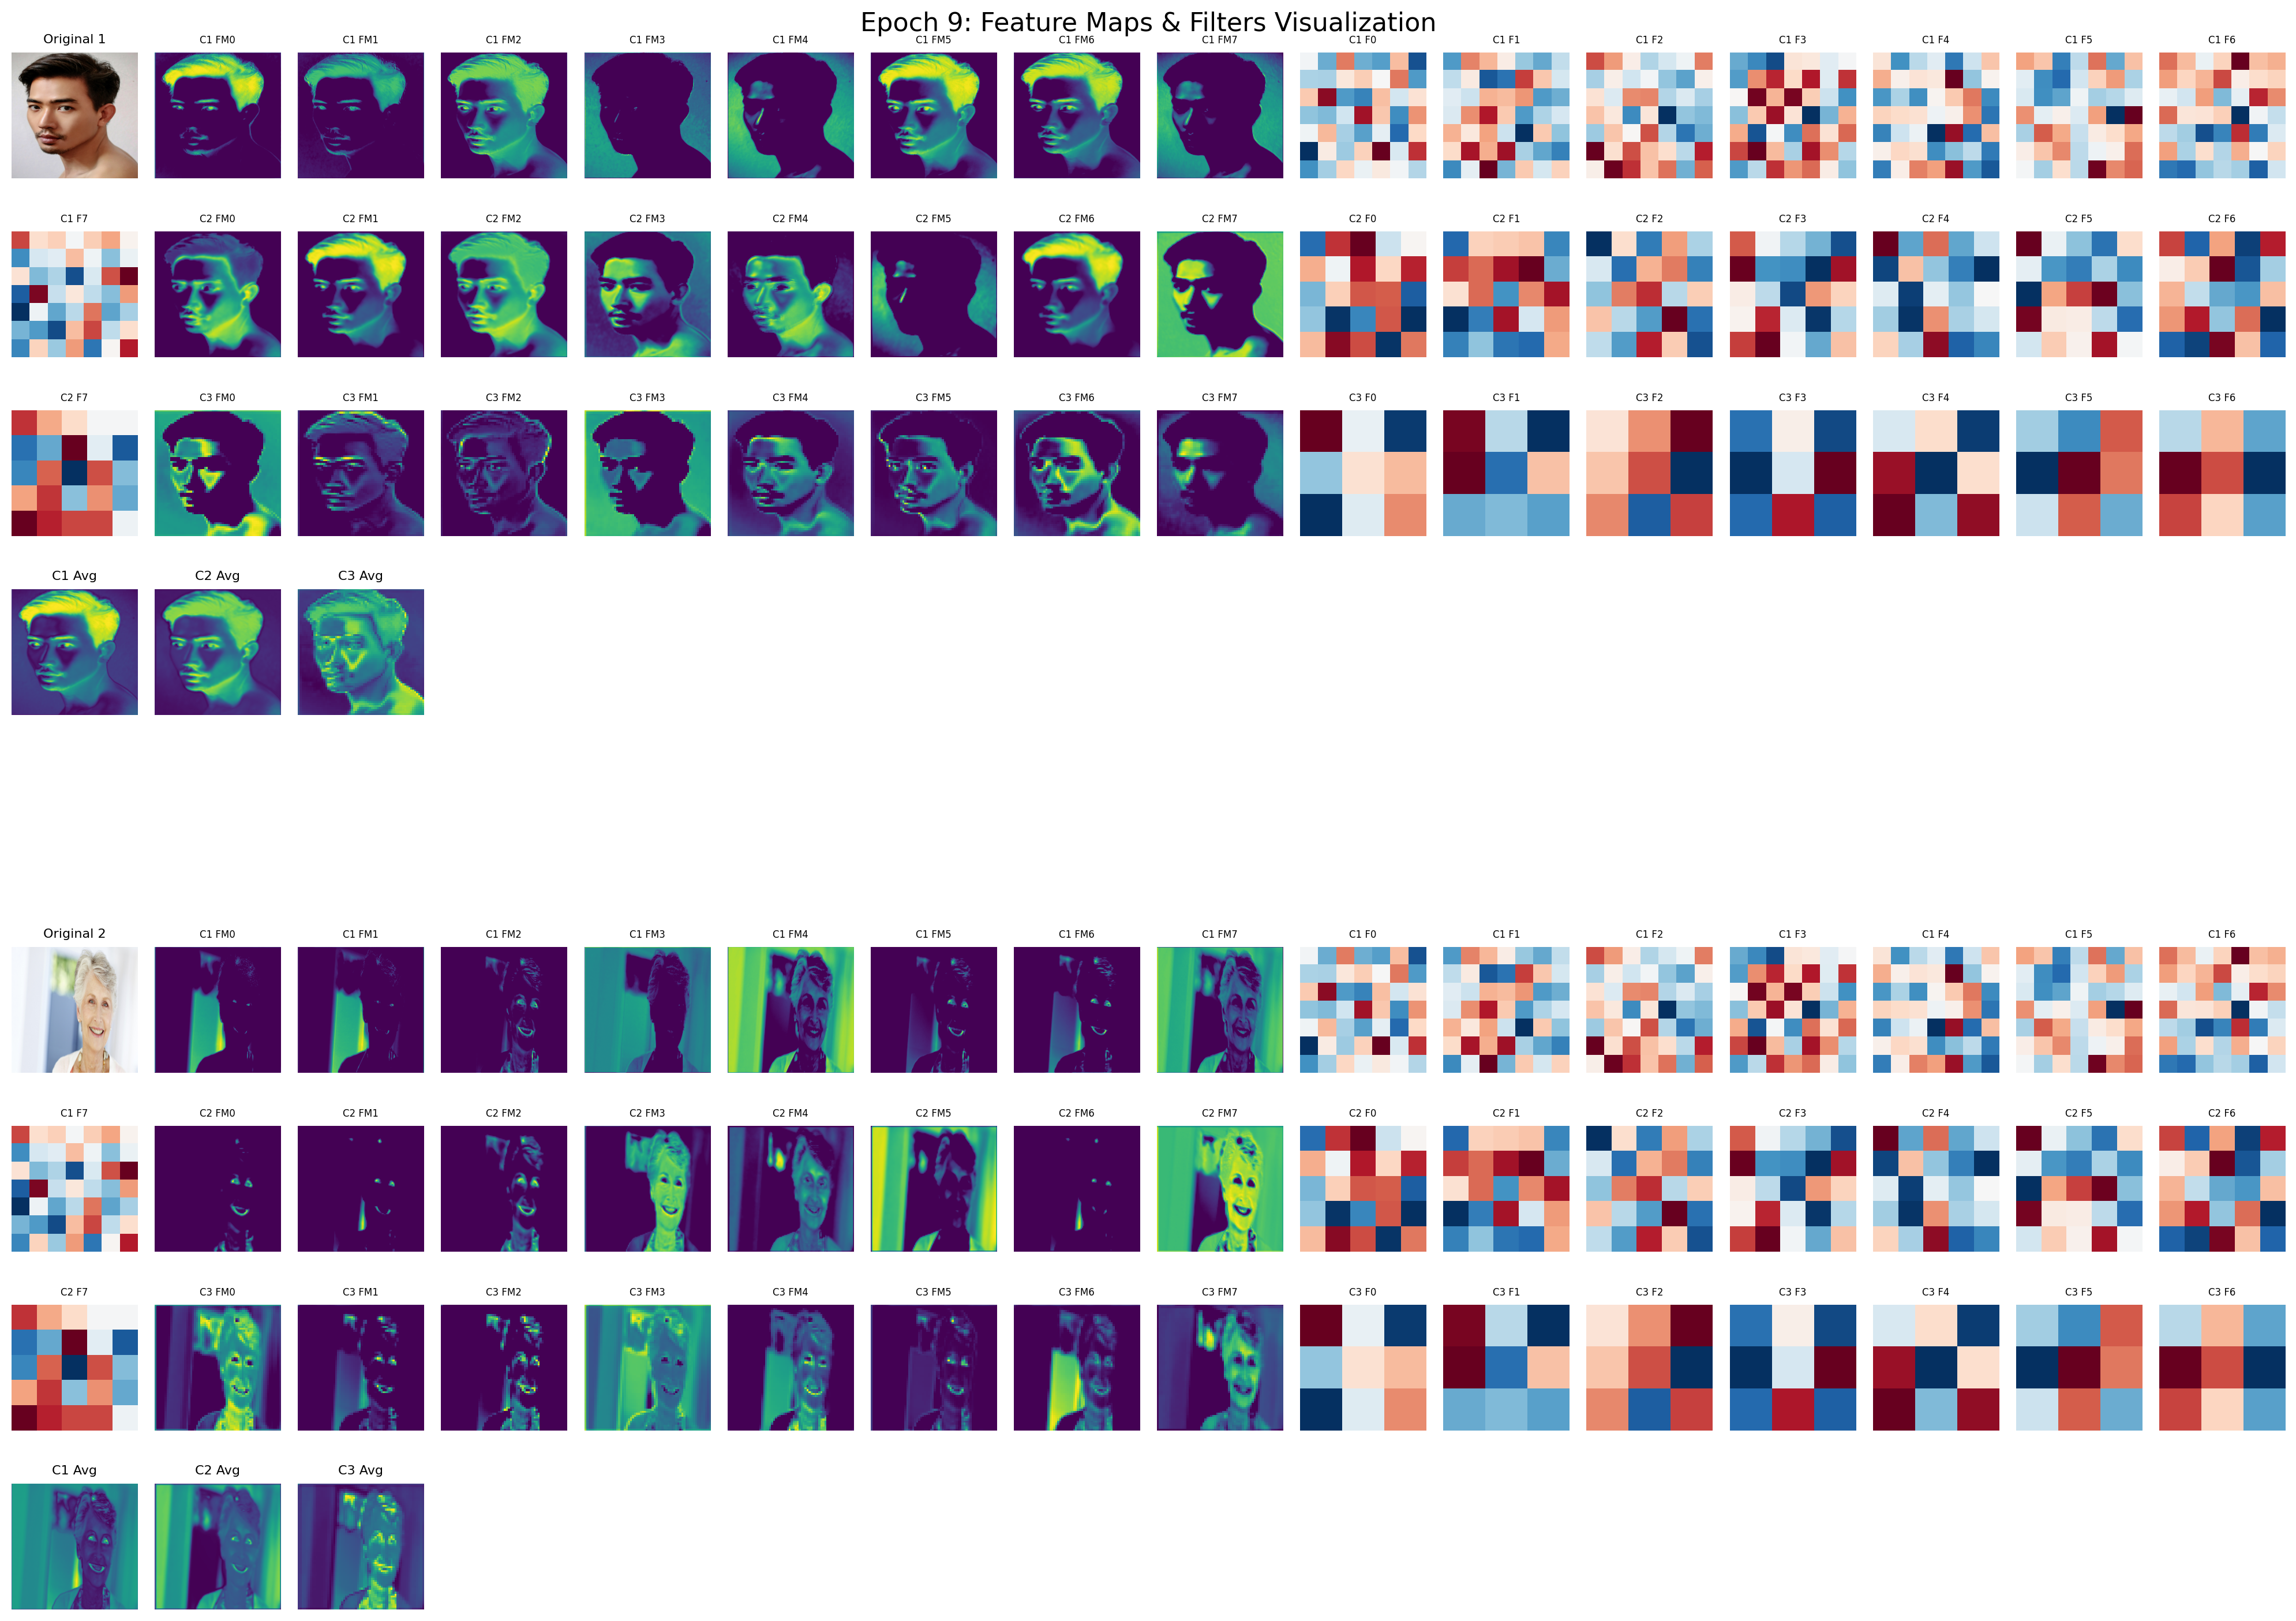 Epoch 9: Feature Maps & Filters Visualization
Original 1 C1 FM0 C1 FM1 C1 FM2 C1 FM3 C1 FM4 C1 FM5 C1 FM6 C1 FM7 C1 F0 C1 F1 C1 F2 C1 F3 C1 F4 C1 F5 C1 F6
C1 F7 C2 FM0 C2 FM1 C2 FM2 C2 FM3 C2 FM4 C2 FM5 C2 FM6 C2 FM7 C2 F0 C2 F1 C2 F2 C2 F3 C2 F4 C2 F5 C2 F6
C2 F7 C3 FM0 C3 FM1 C3 FM2 C3 FM3 C3 FM4 C3 FM5 C3 FM6 C3 FM7 C3 F0 C3 F1 C3 F2 C3 F3 C3 F4 C3 F5 C3 F6
C1 Avg C2 Avg C3 Avg
Original 2 C1 FM0 C1 FM1 C1 FM2 C1 FM3 C1 FM4 C1 FM5 C1 FM6 C1 FM7 C1 F0 C1 F1 C1 F2 C1 F3 C1 F4 C1 F5 C1 F6
C1 F7 C2 FM0 C2 FM1 C2 FM2 C2 FM3 C2 FM4 C2 FM5 C2 FM6 C2 FM7 C2 F0 C2 F1 C2 F2 C2 F3 C2 F4 C2 F5 C2 F6
C2 F7 C3 FM0 C3 FM1 C3 FM2 C3 FM3 C3 FM4 C3 FM5 C3 FM6 C3 FM7 C3 F0 C3 F1 C3 F2 C3 F3 C3 F4 C3 F5 C3 F6
C1 Avg C2 Avg C3 Avg